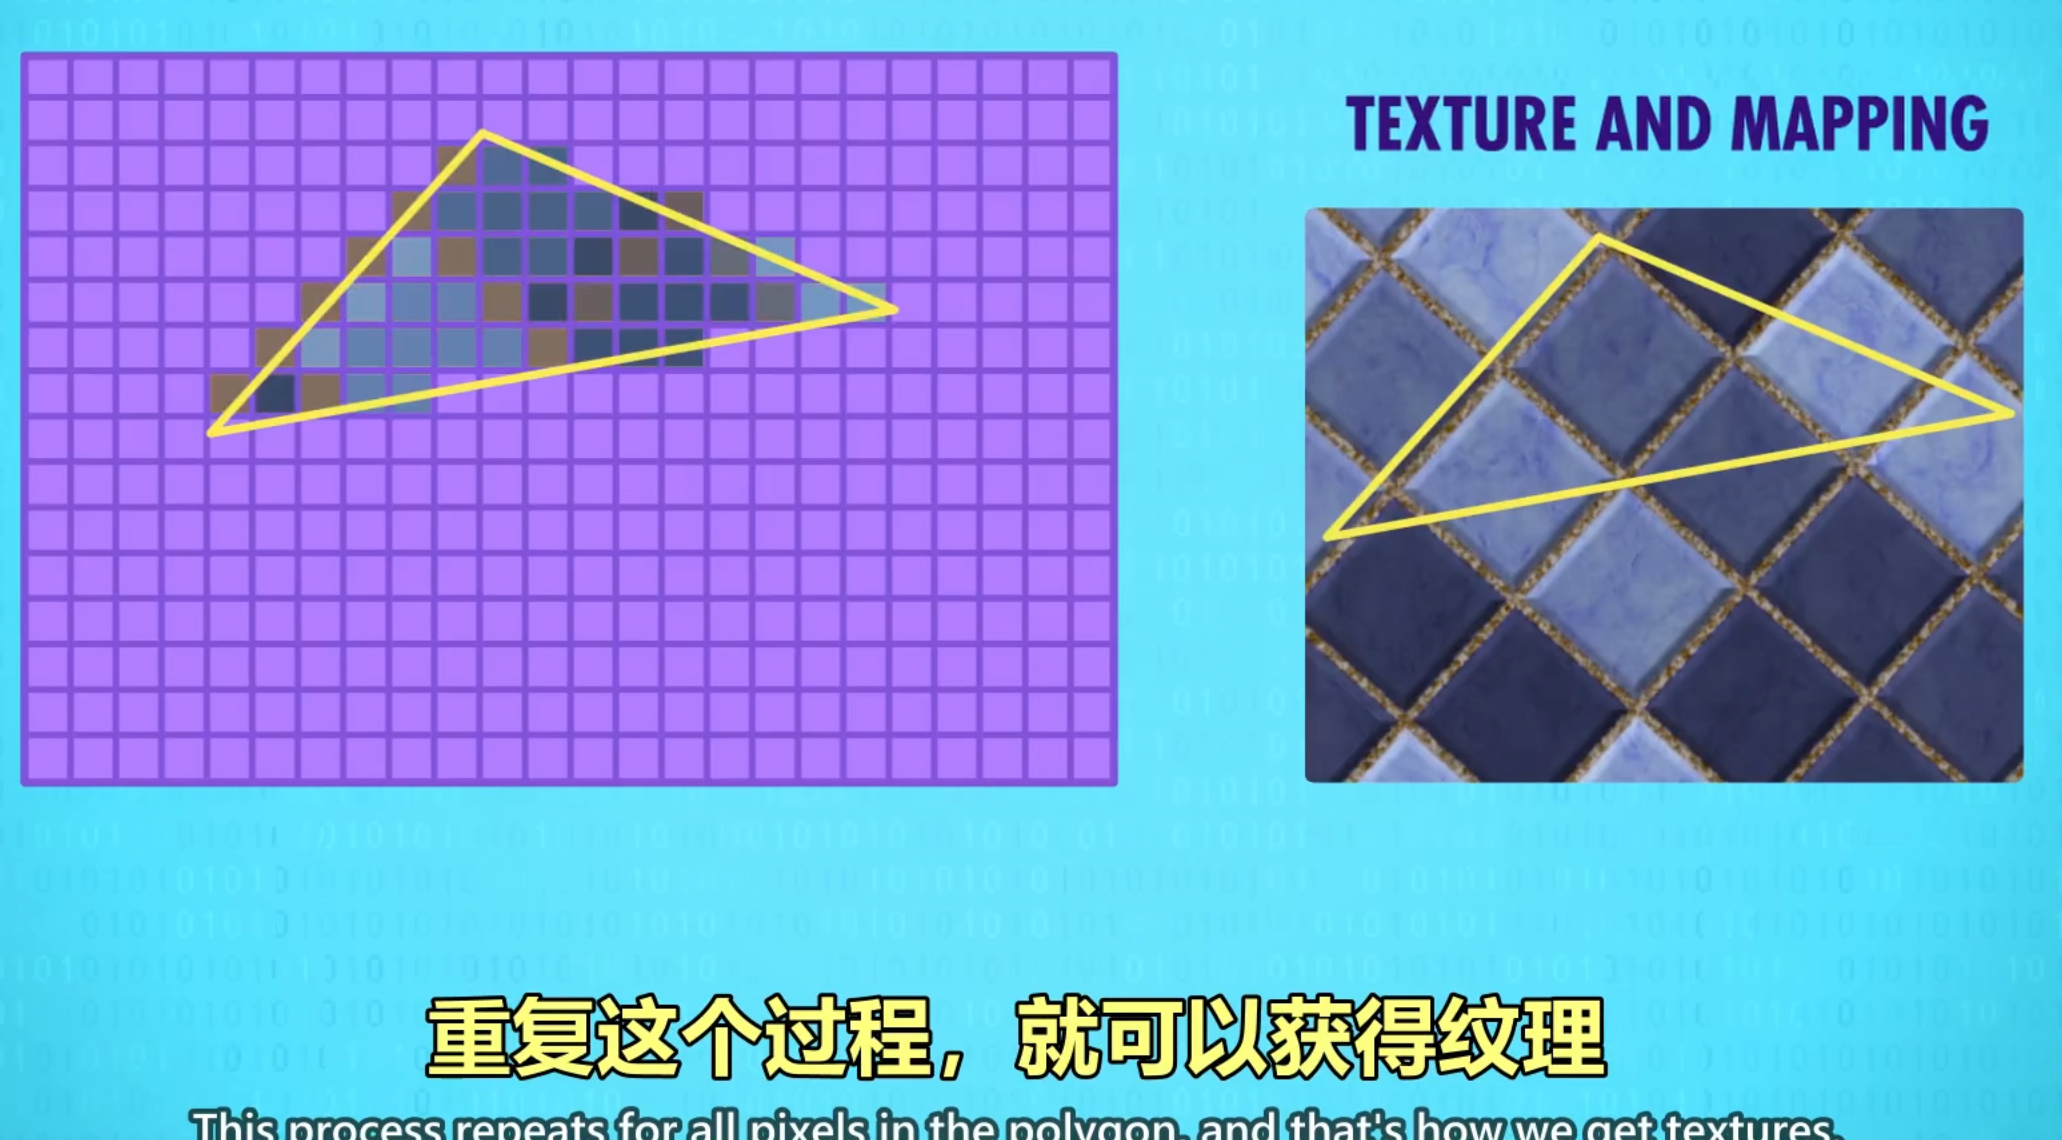 TEXTURE AND MAPPING
重复这个过程，就可以获得纹理
This process repeats for all pixels in the polygon, and that's how we get textures.